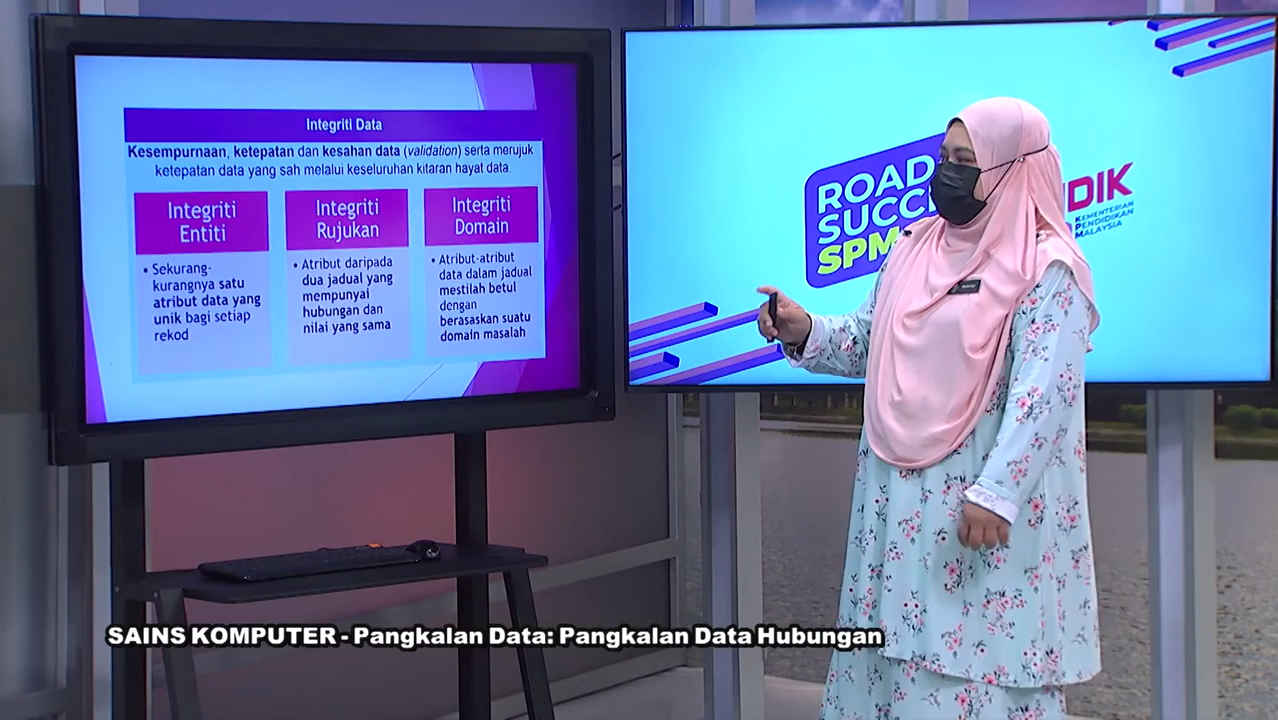 Integriti Data
Kesempurnaan, ketepatan dan kesahan data (validation) serta merujuk
ketepatan data yang sah melalui keseluruhan kitaran hayat data.
Integriti
Entiti
• Sekurang-
kurangnya satu
atribut data yang
unik bagi setiap
rekod
Integriti
Rujukan
• Atribut daripada
dua jadual yang
mempunyai
hubungan dan
nilai yang sama
Integriti
Domain
• Atribut-atribut
data dalam jadual
mestilah betul
dengan
berasaskan suatu
domain masalah
ROAD
SUCC
SPM
DIK
KEMENTERIAN
PENDIDIKAN
MALAYSIA
SAINS KOMPUTER - Pangkalan Data: Pangkalan Data Hubungan